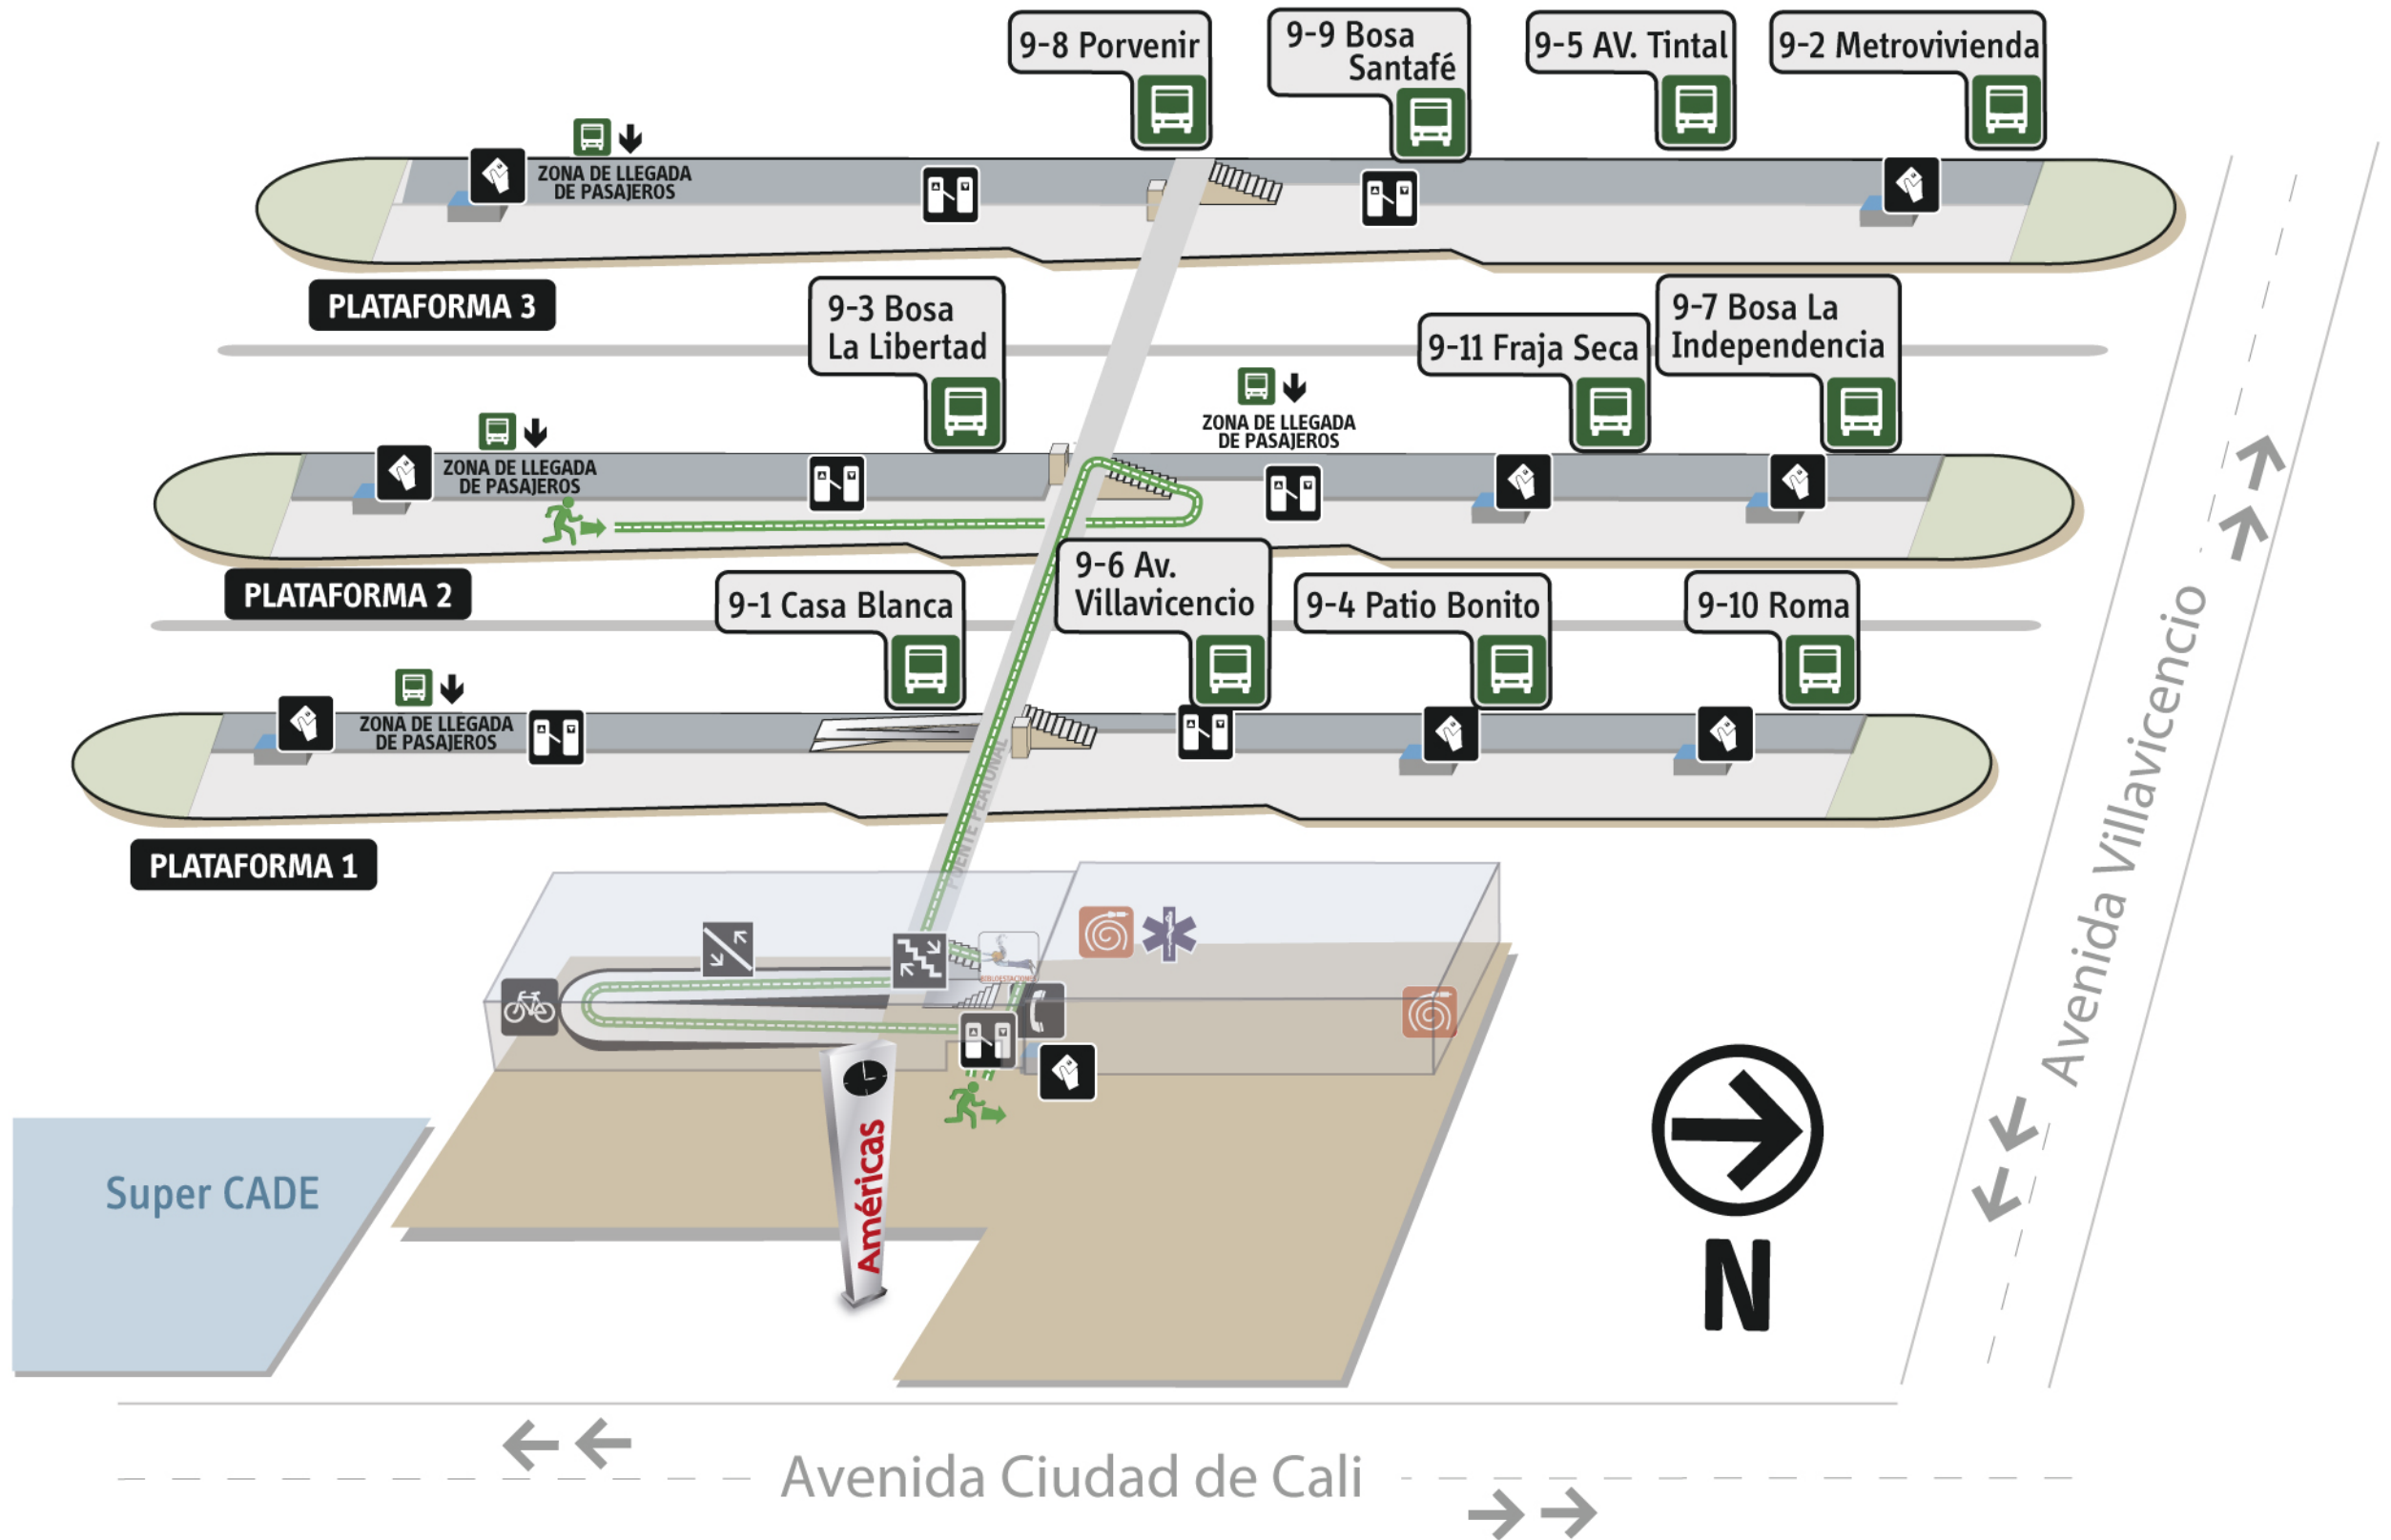 9-8 Porvenir
9-9 Bosa
Santafé
9-5 AV. Tintal
9-2 Metrovivienda
ZONA DE LLEGADA
DE PASAJEROS
PLATAFORMA 3
9-3 Bosa
La Libertad
9-11 Fraja Seca
9-7 Bosa La
Independencia
ZONA DE LLEGADA
DE PASAJEROS
ZONA DE LLEGADA
DE PASAJEROS
PLATAFORMA 2
9-1 Casa Blanca
9-6 Av.
Villavicencio
9-4 Patio Bonito
9-10 Roma
ZONA DE LLEGADA
DE PASAJEROS
PLATAFORMA 1
PUENTE PEATONAL
BIBLOESTACIONES
Américas
Super CADE
N
Avenida Villavicencio
Avenida Ciudad de Cali